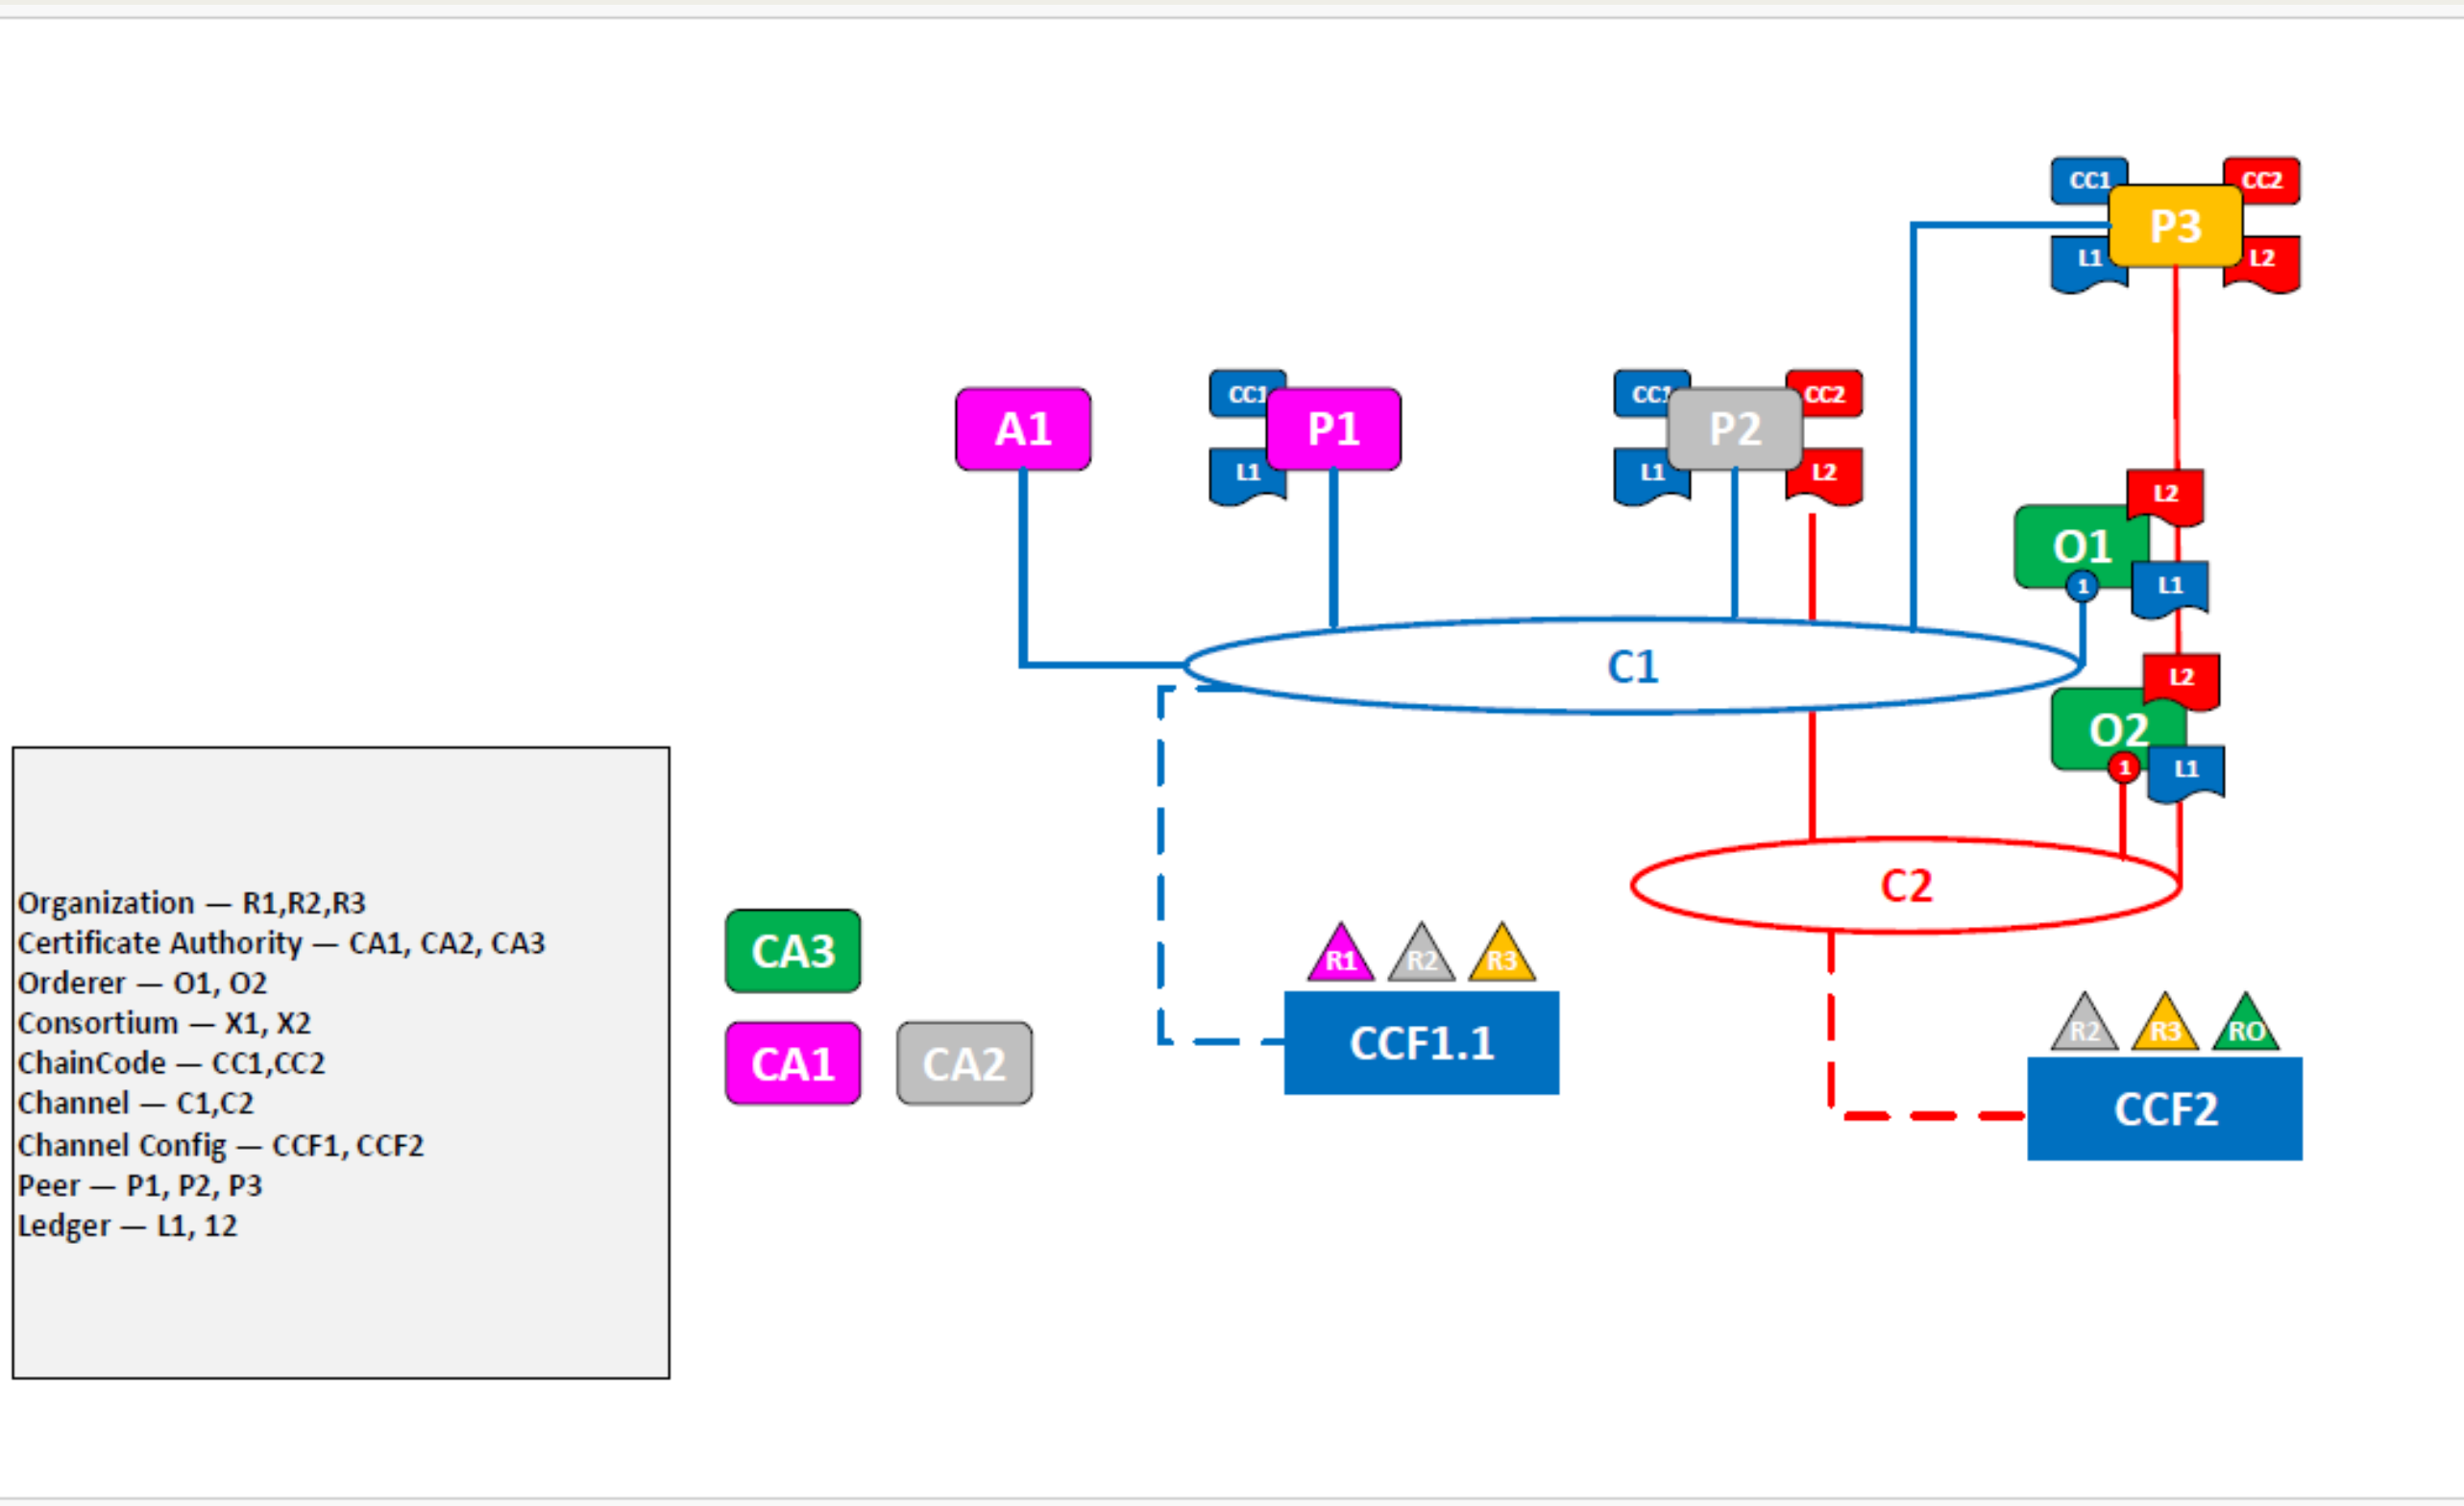 CC1
CC2
P3
L1
L2
CC1
CC1
CC2
A1
P1
P2
L1
L1
L2
L2
O1
1
L1
C1
L2
O2
1
L1
C2
Organization — R1,R2,R3
Certificate Authority — CA1, CA2, CA3
Orderer — O1, O2
Consortium — X1, X2
ChainCode — CC1,CC2
Channel — C1,C2
Channel Config — CCF1, CCF2
Peer — P1, P2, P3
Ledger — L1, 12
CA3
CA1
CA2
R1
R2
R3
CCF1.1
R2
R3
RO
CCF2